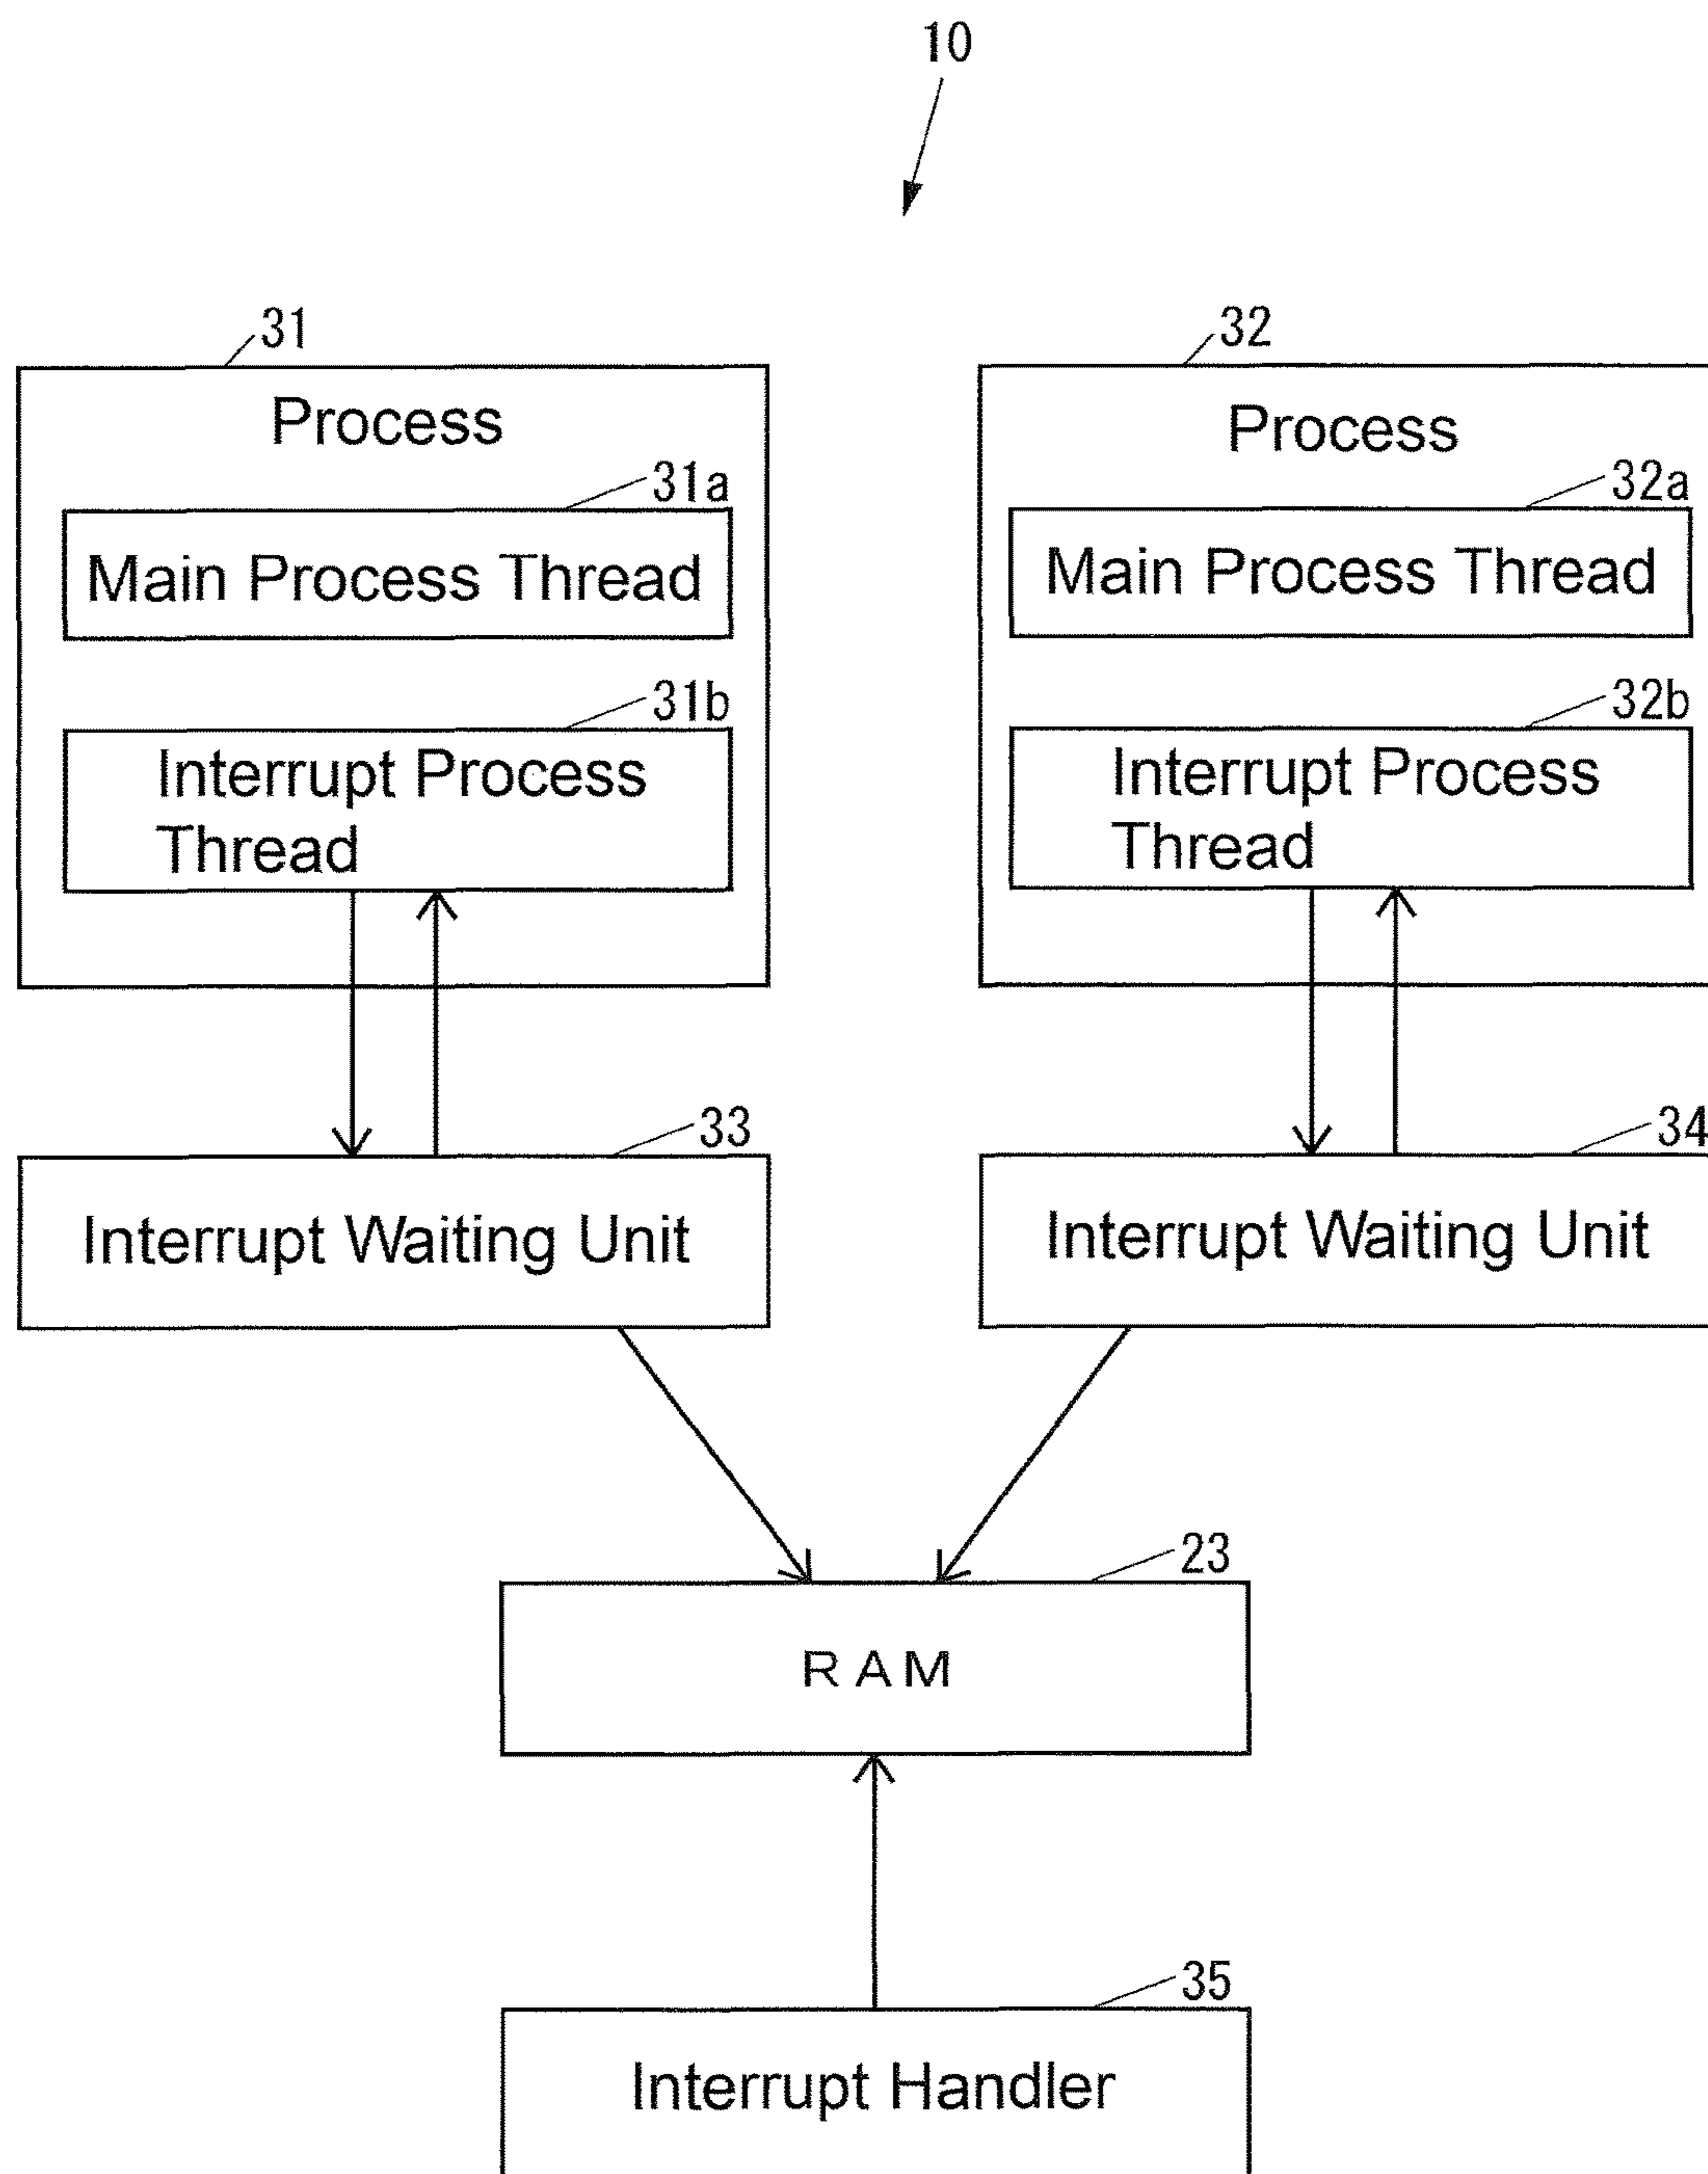 10
31
32
Process
Process
31a
32a
Main Process Thread
Main Process Thread
31b
32b
Interrupt Process
Thread
Interrupt Process
Thread
33
34
Interrupt Waiting Unit
Interrupt Waiting Unit
23
RAM
35
Interrupt Handler